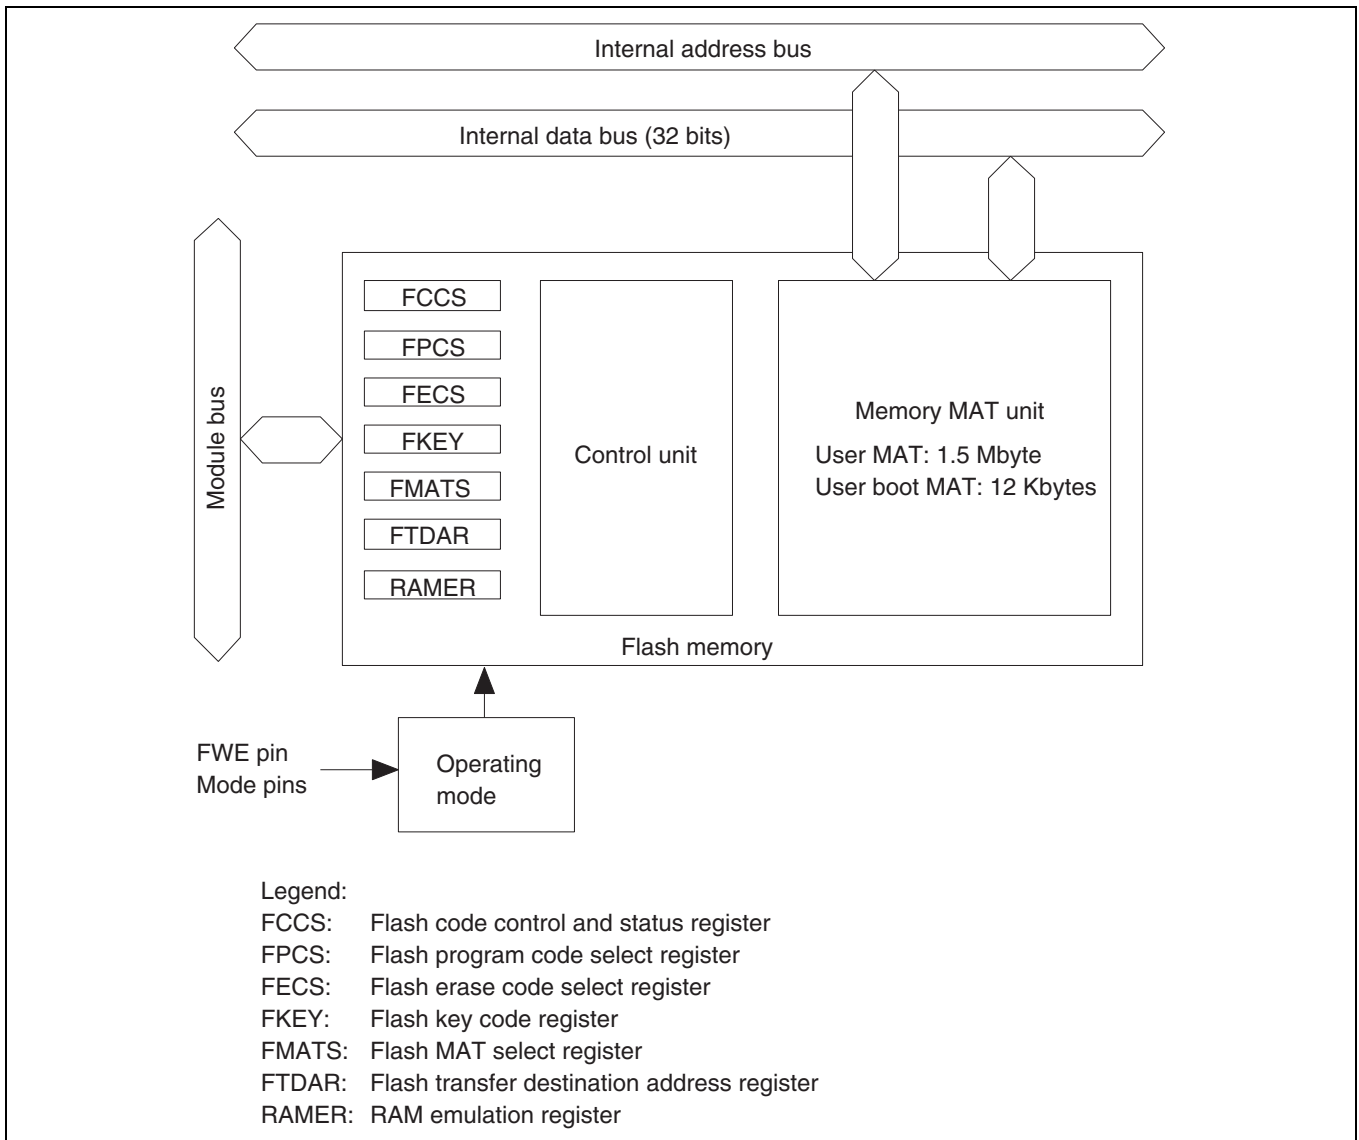 Internal address bus
Internal data bus (32 bits)
Module bus
FCCS
FPCS
FECS
FKEY
FMATS
FTDAR
RAMER
Control unit
Memory MAT unit
User MAT: 1.5 Mbyte
User boot MAT: 12 Kbytes
Flash memory
FWE pin
Mode pins
Operating
mode
Legend:
FCCS: Flash code control and status register
FPCS: Flash program code select register
FECS: Flash erase code select register
FKEY: Flash key code register
FMATS: Flash MAT select register
FTDAR: Flash transfer destination address register
RAMER: RAM emulation register